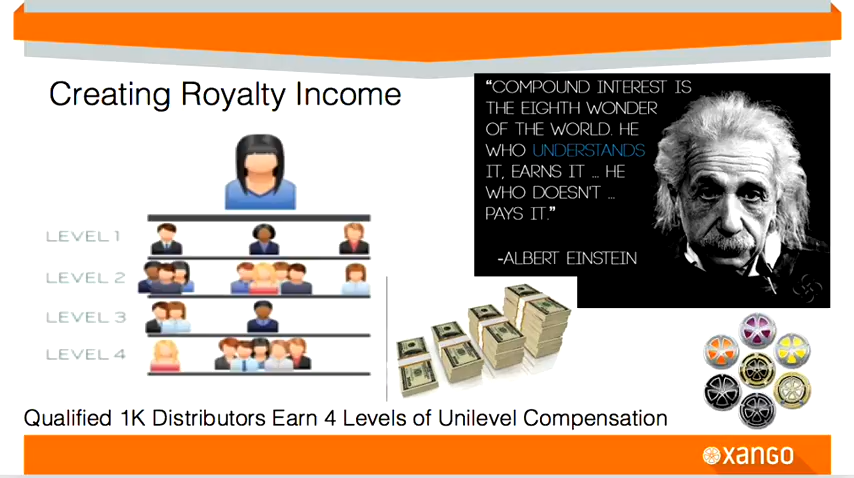 Creating Royalty Income
“COMPOUND INTEREST IS
THE EIGHTH WONDER
OF THE WORLD. HE
WHO UNDERSTANDS
IT, EARNS IT ... HE
WHO DOESN'T ...
PAYS IT.”
-ALBERT EINSTEIN
LEVEL 1
LEVEL 2
LEVEL 3
LEVEL 4
Qualified 1K Distributors Earn 4 Levels of Unilevel Compensation
xango